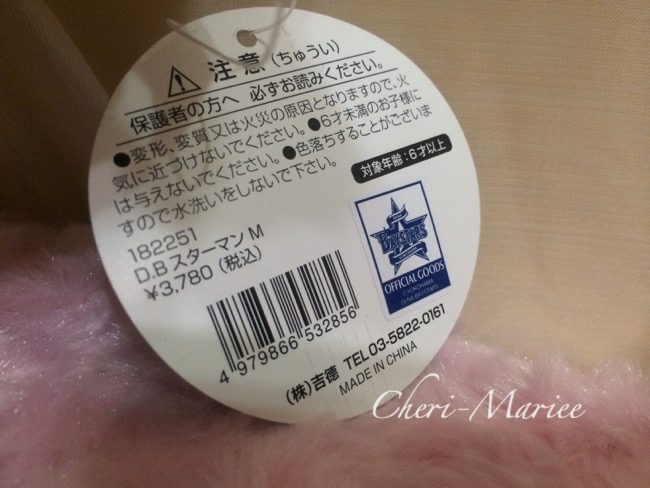 注意(ちゅうい)
保護者の方へ 必ずお読みください。
●変形、変質又は火災の原因となりますので、火
気に近づけないでください。●6才未満のお子様に
は与えないでください。●色落ちすることがございま
すので水洗いをしないで下さい。
対象年齢:6才以上
182251
D.B スターマン M
¥3,780 (税込)
BAYSTARS
OFFICIAL GOODS
©YOKOHAMA
DeNA BAYSTARS
4 979866 532856
(株)吉徳 TEL 03-5822-0161
MADE IN CHINA
Cheri-Mariee